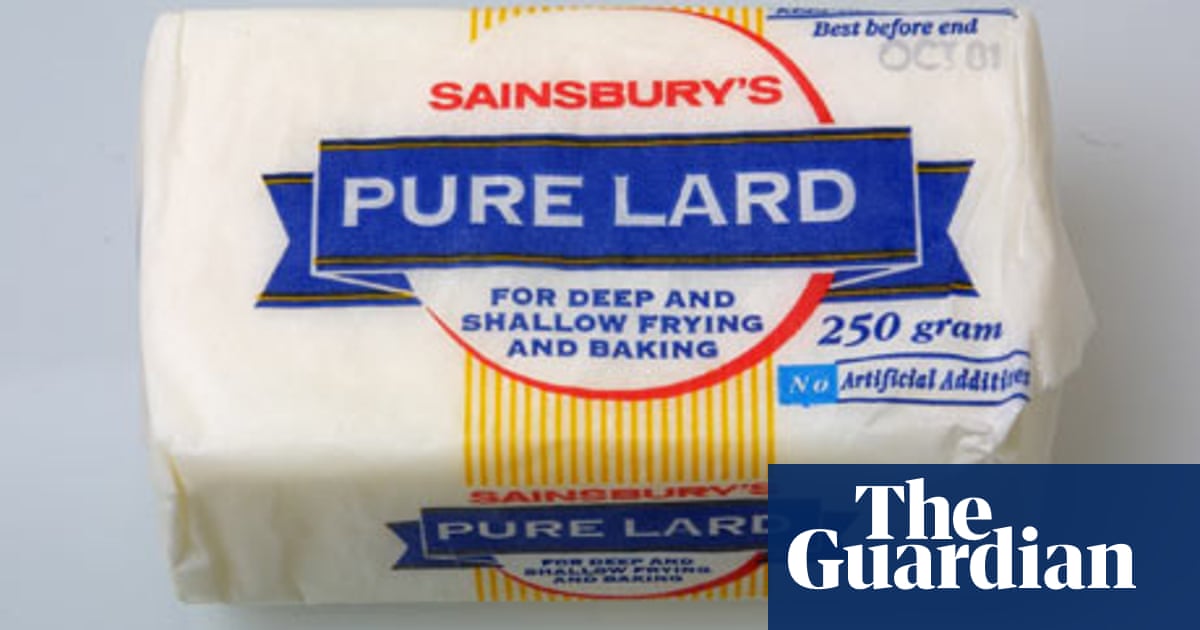 Best before end
OCT 01
SAINSBURY'S
PURE LARD
FOR DEEP AND
SHALLOW FRYING
AND BAKING
250 gram
No Artificial Additives
SAINSBURY'S
PURE LARD
FOR DEEP AND
SHALLOW FRYING
AND BAKING
The
Guardian